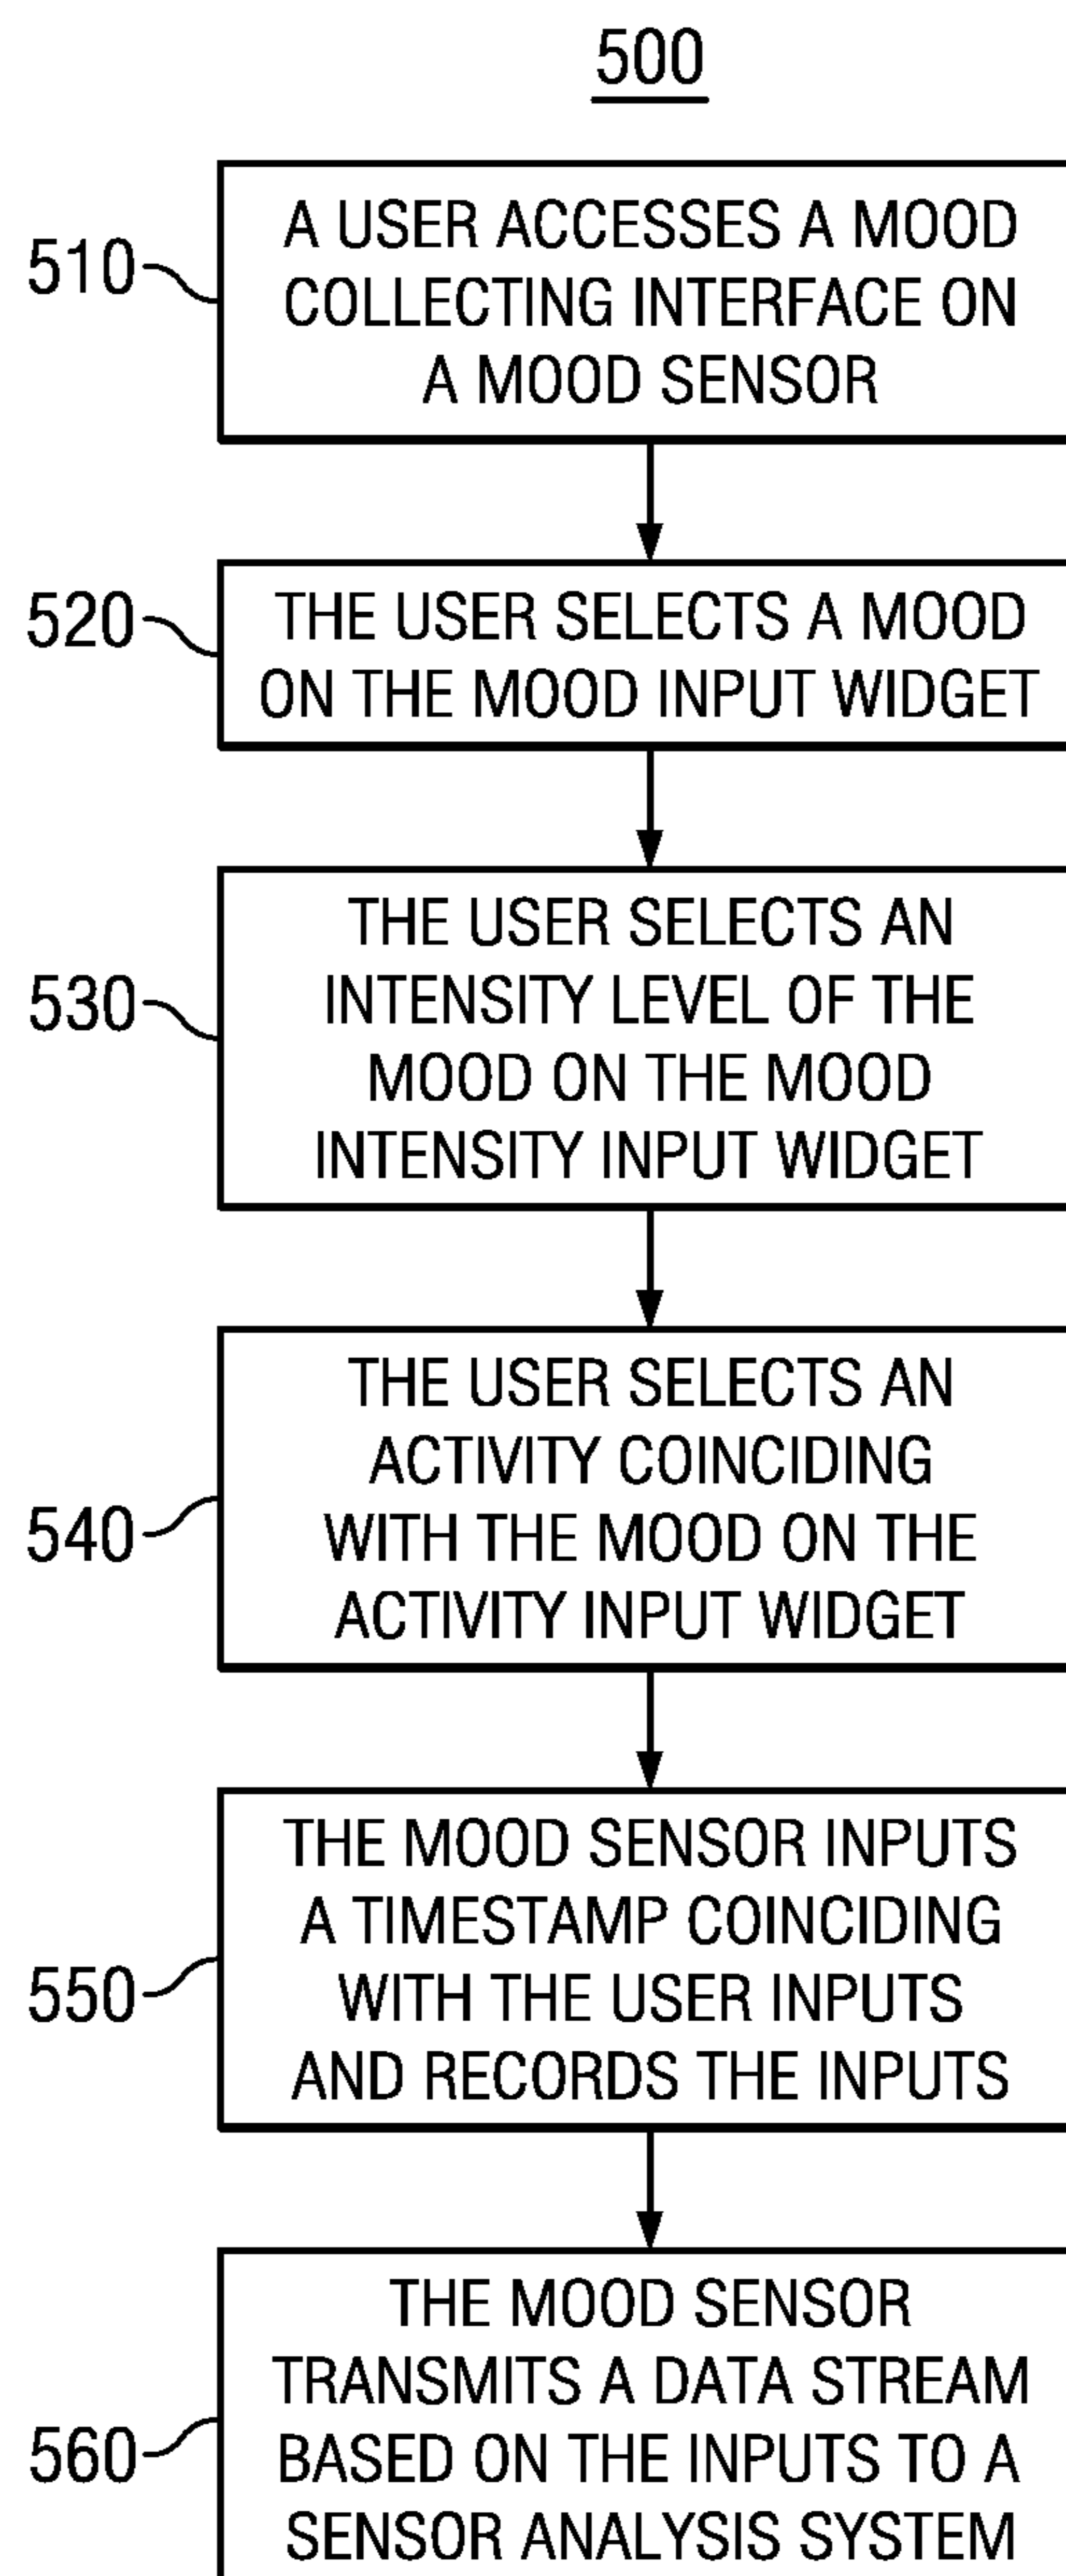 500
510
A USER ACCESSES A MOOD
COLLECTING INTERFACE ON
A MOOD SENSOR
520
THE USER SELECTS A MOOD
ON THE MOOD INPUT WIDGET
530
THE USER SELECTS AN
INTENSITY LEVEL OF THE
MOOD ON THE MOOD
INTENSITY INPUT WIDGET
540
THE USER SELECTS AN
ACTIVITY COINCIDING
WITH THE MOOD ON THE
ACTIVITY INPUT WIDGET
550
THE MOOD SENSOR INPUTS
A TIMESTAMP COINCIDING
WITH THE USER INPUTS
AND RECORDS THE INPUTS
560
THE MOOD SENSOR
TRANSMITS A DATA STREAM
BASED ON THE INPUTS TO A
SENSOR ANALYSIS SYSTEM